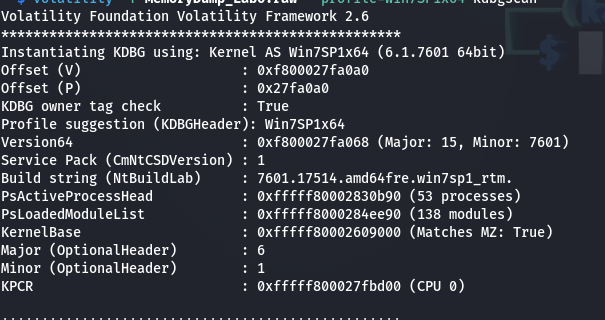 $ volatility -f MemoryDump_Lab6.raw --profile=Win7SP1x64 kdbgscan
Volatility Foundation Volatility Framework 2.6
**************************************************
Instantiating KDBG using: Kernel AS Win7SP1x64 (6.1.7601 64bit)
Offset (V) : 0xf800027fa0a0
Offset (P) : 0x27fa0a0
KDBG owner tag check : True
Profile suggestion (KDBGHeader): Win7SP1x64
Version64 : 0xf800027fa068 (Major: 15, Minor: 7601)
Service Pack (CmNtCSDVersion) : 1
Build string (NtBuildLab) : 7601.17514.amd64fre.win7sp1_rtm.
PsActiveProcessHead : 0xfffff80002830b90 (53 processes)
PsLoadedModuleList : 0xfffff8000284ee90 (138 modules)
KernelBase : 0xfffff80002609000 (Matches MZ: True)
Major (OptionalHeader) : 6
Minor (OptionalHeader) : 1
KPCR : 0xfffff800027fbd00 (CPU 0)
**************************************************